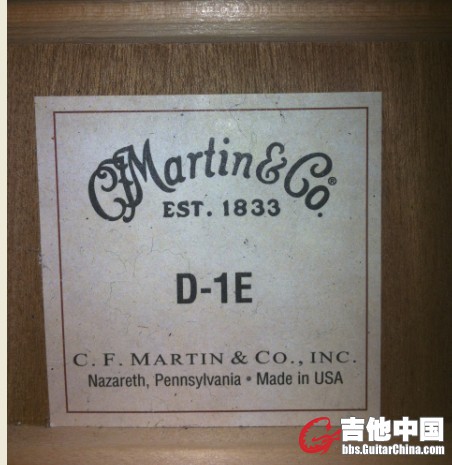 C.F. Martin & Co.®
EST. 1833
D-1E
C. F. MARTIN & CO., INC.
Nazareth, Pennsylvania • Made in USA
吉他中国
bbs.GuitarChina.com